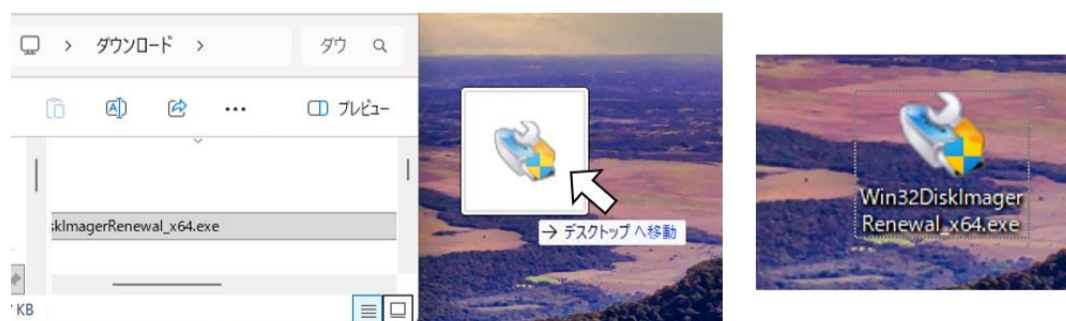 ダウンロード
ダウ
プレビュー
skImagerRenewal_x64.exe
KB
→ デスクトップ へ移動
Win32DiskImager
Renewal_x64.exe